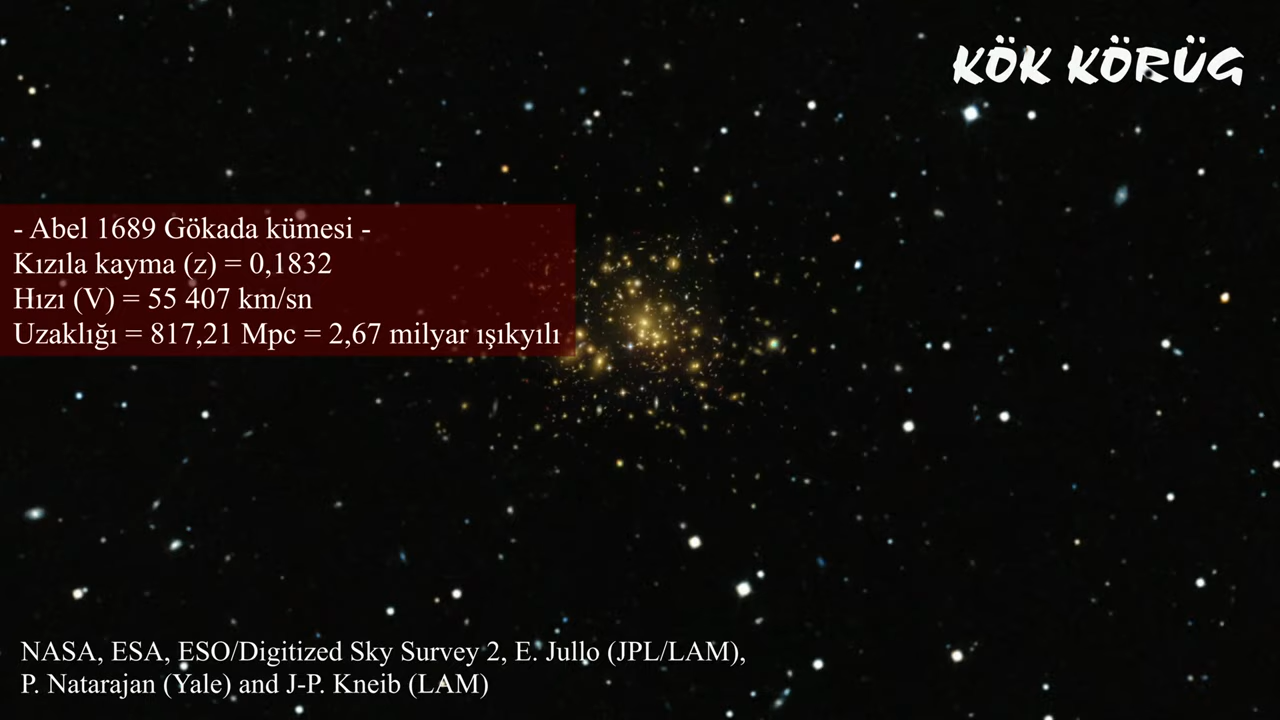 KÖK KÖRÜG
- Abel 1689 Gökada kümesi -
Kızıla kayma (z) = 0,1832
Hızı (V) = 55 407 km/sn
Uzaklığı = 817,21 Mpc = 2,67 milyar ışıkyılı
NASA, ESA, ESO/Digitized Sky Survey 2, E. Jullo (JPL/LAM),
P. Natarajan (Yale) and J-P. Kneib (LAM)